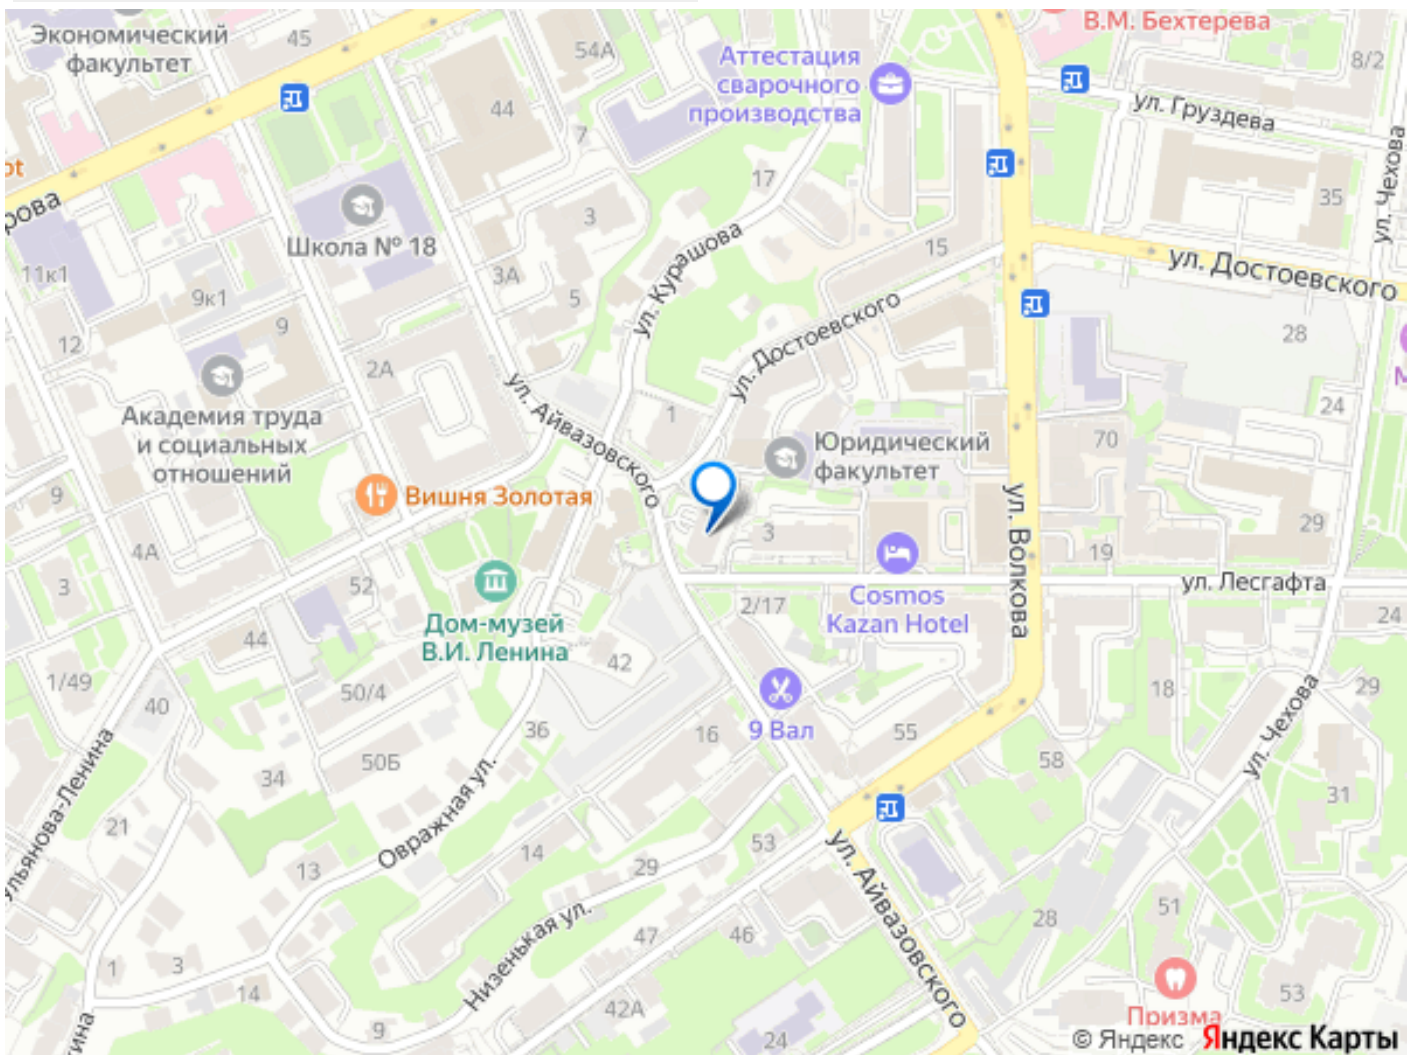 Экономический
факультет
45
54А
Аттестация
сварочного
производства
В.М. Бехтерева
8/2
ул. Груздева
44
7
17
35
ул. Чехова
Школа № 18
3
15
ул. Достоевского
11к1
9к1
3А
5
ул. Курашова
ул. Достоевского
28
12
9
2А
1
24
Академия труда
и социальных
отношений
ул. Айвазовского
Юридический
факультет
70
9
Вишня Золотая
ул. Волкова
29
4А
3
19
3
52
Cosmos
Kazan Hotel
ул. Лесгафта
2/17
24
Дом-музей
В.И. Ленина
44
42
1/49
50/4
40
18
29
36
16
9 Вал
55
58
ул. Чехова
34
50Б
Овражная ул.
31
21
13
14
29
53
ул. Айвазовского
28
51
47
46
Низенькая ул.
1
3
14
42А
53
9
24
Призма
© Яндекс Яндекс Карты